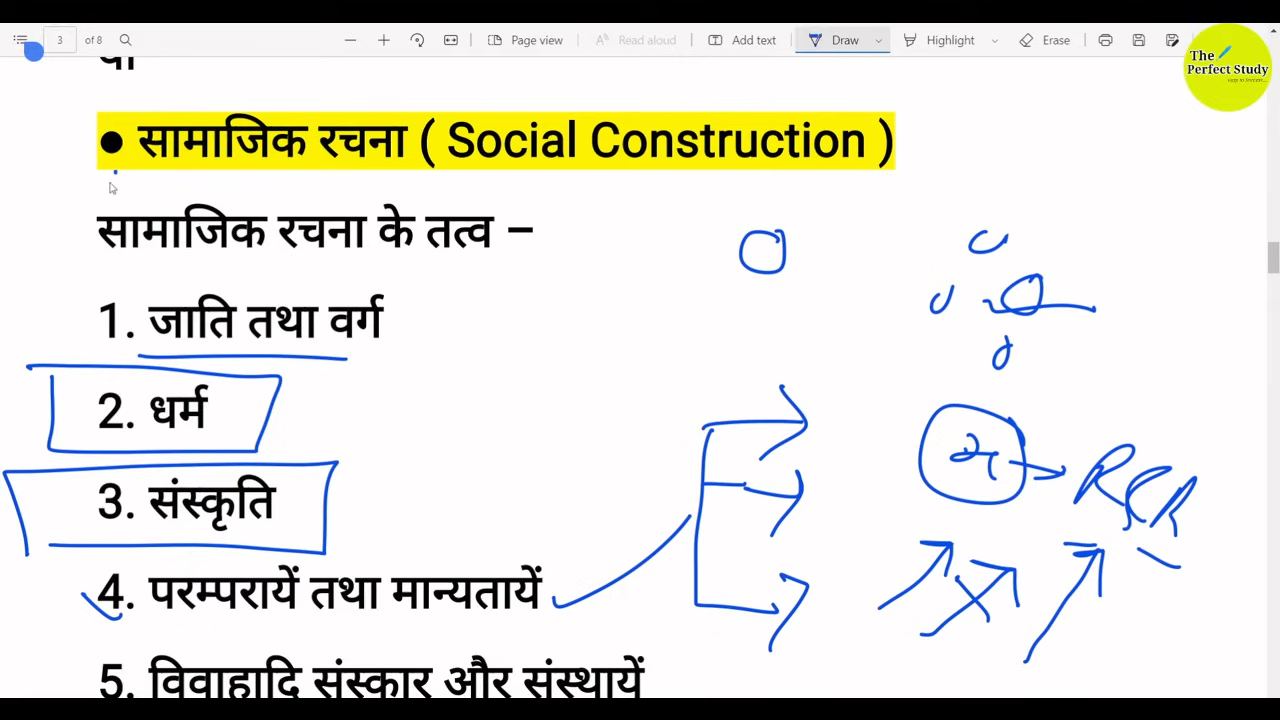 3 of 8
Page view
Read aloud
Add text
Draw
Highlight
Erase
The
Perfect Study
● सामाजिक रचना ( Social Construction )
सामाजिक रचना के तत्व –
1. जाति तथा वर्ग
2. धर्म
3. संस्कृति
4. परम्परायें तथा मान्यतायें
5. विवाहादि संस्कार और संस्थायें